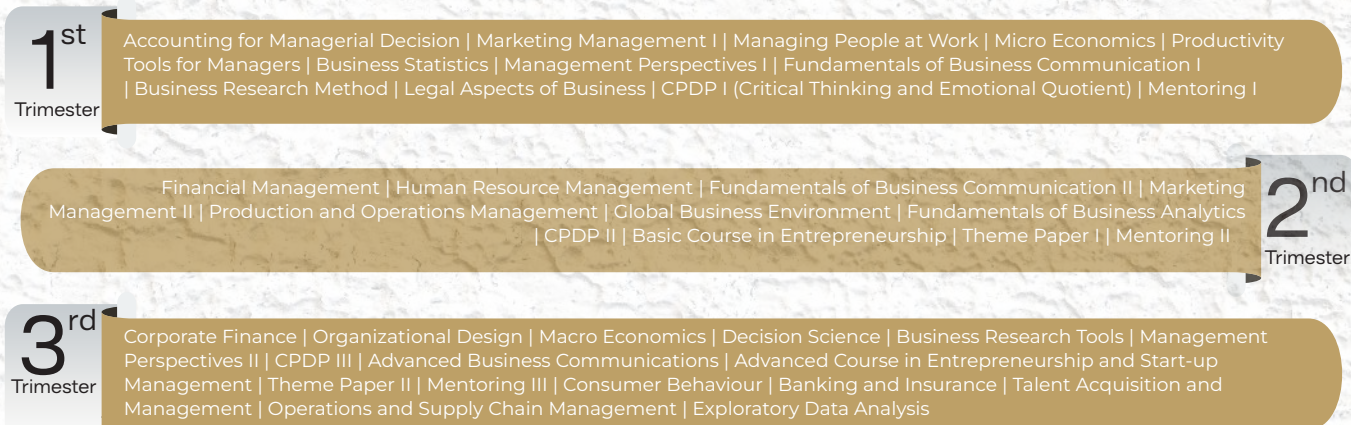 1st
Trimester
Accounting for Managerial Decision | Marketing Management I | Managing People at Work | Micro Economics | Productivity
Tools for Managers | Business Statistics | Management Perspectives I | Fundamentals of Business Communication I
| Business Research Method | Legal Aspects of Business | CPDP I (Critical Thinking and Emotional Quotient) | Mentoring I
Financial Management | Human Resource Management | Fundamentals of Business Communication II | Marketing
Management II | Production and Operations Management | Global Business Environment | Fundamentals of Business Analytics
| CPDP II | Basic Course in Entrepreneurship | Theme Paper I | Mentoring II
2nd
Trimester
3rd
Trimester
Corporate Finance | Organizational Design | Macro Economics | Decision Science | Business Research Tools | Management
Perspectives II | CPDP III | Advanced Business Communications | Advanced Course in Entrepreneurship and Start-up
Management | Theme Paper II | Mentoring III | Consumer Behaviour | Banking and Insurance | Talent Acquisition and
Management | Operations and Supply Chain Management | Exploratory Data Analysis